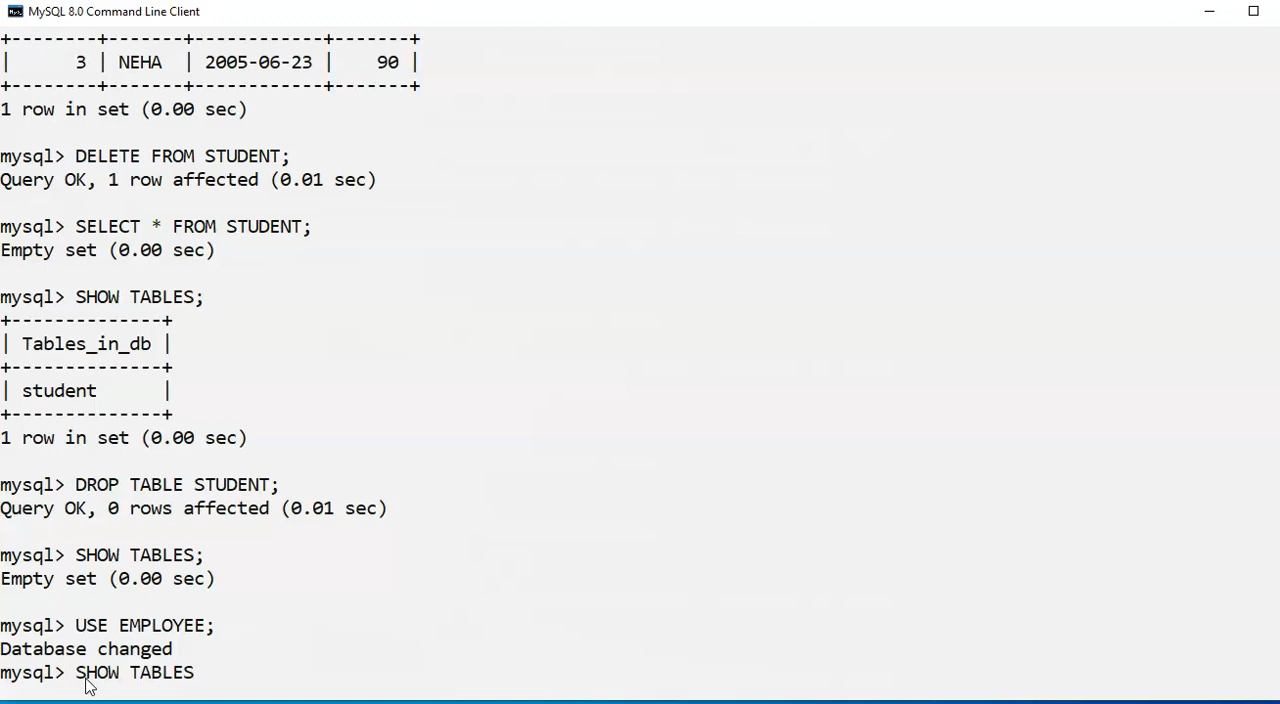 MySQL 8.0 Command Line Client
+--------+-------+------------+-------+
|      3 | NEHA  | 2005-06-23 |    90 |
+--------+-------+------------+-------+
1 row in set (0.00 sec)
mysql> DELETE FROM STUDENT;
Query OK, 1 row affected (0.01 sec)
mysql> SELECT * FROM STUDENT;
Empty set (0.00 sec)
mysql> SHOW TABLES;
+--------------+
| Tables_in_db |
+--------------+
| student      |
+--------------+
1 row in set (0.00 sec)
mysql> DROP TABLE STUDENT;
Query OK, 0 rows affected (0.01 sec)
mysql> SHOW TABLES;
Empty set (0.00 sec)
mysql> USE EMPLOYEE;
Database changed
mysql> SHOW TABLES